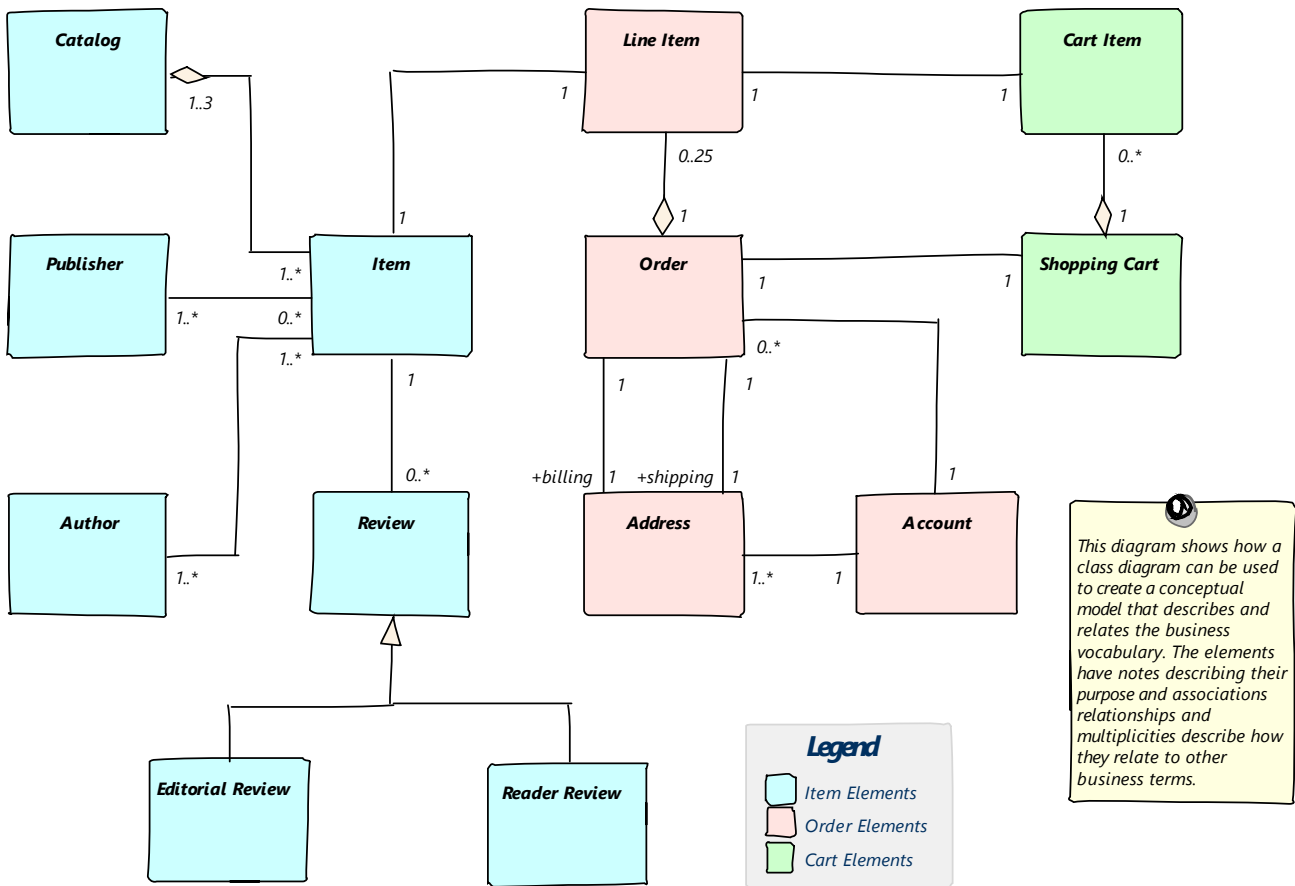 Catalog
Line Item
Cart Item
1..3
1
1
1
0..25
0..*
1
1
1
Publisher
Item
Order
Shopping Cart
1..*
1
1
1..*
0..*
1..*
0..*
1
1
1
+billing
1
+shipping
1
0..*
1
Author
Review
Address
Account
1..*
1..*
1
This diagram shows how a
class diagram can be used
to create a conceptual
model that describes and
relates the business
vocabulary. The elements
have notes describing their
purpose and associations
relationships and
multiplicities describe how
they relate to other
business terms.
Editorial Review
Reader Review
Legend
Item Elements
Order Elements
Cart Elements